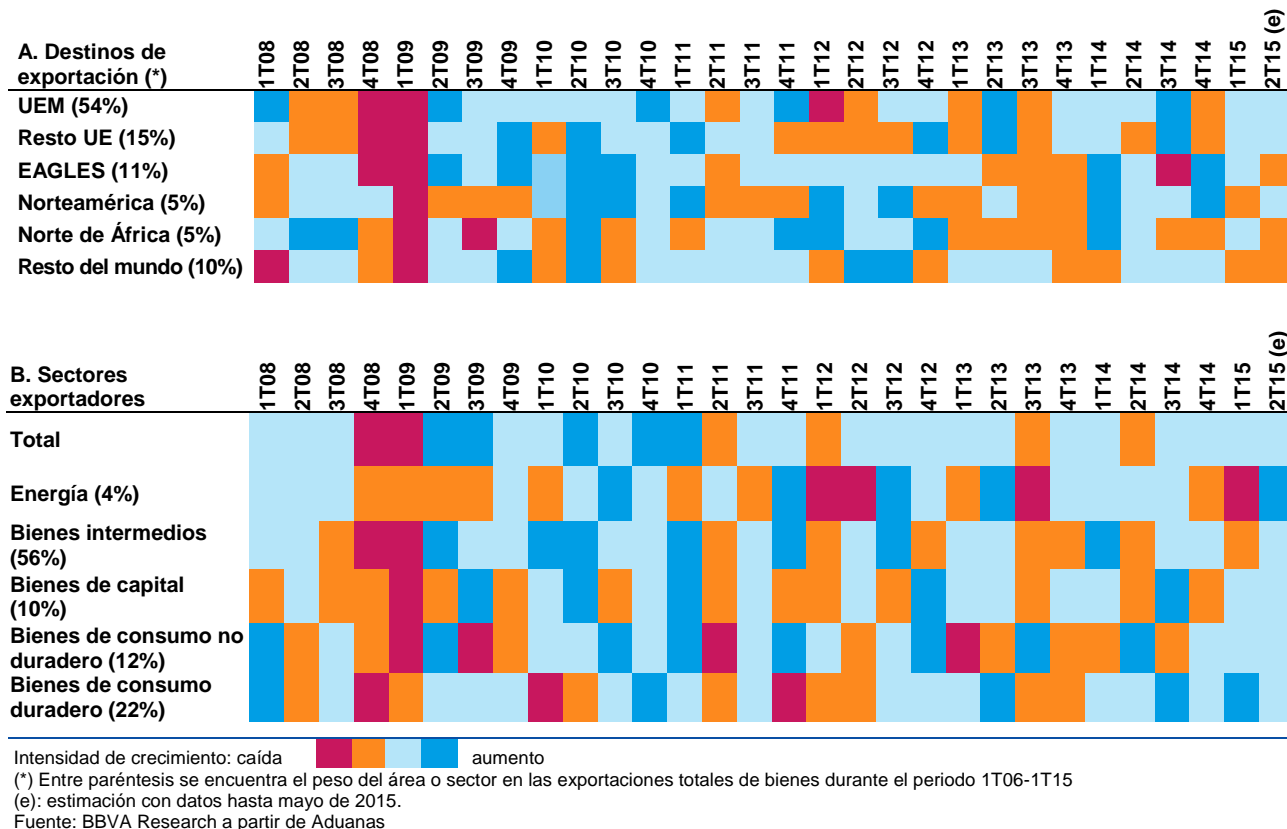 A. Destinos de exportación (*)
1T08 2T08 3T08 4T08 1T09 2T09 3T09 4T09 1T10 2T10 3T10 4T10 1T11 2T11 3T11 4T11 1T12 2T12 3T12 4T12 1T13 2T13 3T13 4T13 1T14 2T14 3T14 4T14 1T15 2T15 (e)
UEM (54%)
Resto UE (15%)
EAGLES (11%)
Norteamérica (5%)
Norte de África (5%)
Resto del mundo (10%)
B. Sectores exportadores
1T08 2T08 3T08 4T08 1T09 2T09 3T09 4T09 1T10 2T10 3T10 4T10 1T11 2T11 3T11 4T11 1T12 2T12 3T12 4T12 1T13 2T13 3T13 4T13 1T14 2T14 3T14 4T14 1T15 2T15 (e)
Total
Energía (4%)
Bienes intermedios
(56%)
Bienes de capital
(10%)
Bienes de consumo no
duradero (12%)
Bienes de consumo
duradero (22%)
Intensidad de crecimiento: caída aumento
(*) Entre paréntesis se encuentra el peso del área o sector en las exportaciones totales de bienes durante el periodo 1T06-1T15
(e): estimación con datos hasta mayo de 2015.
Fuente: BBVA Research a partir de Aduanas